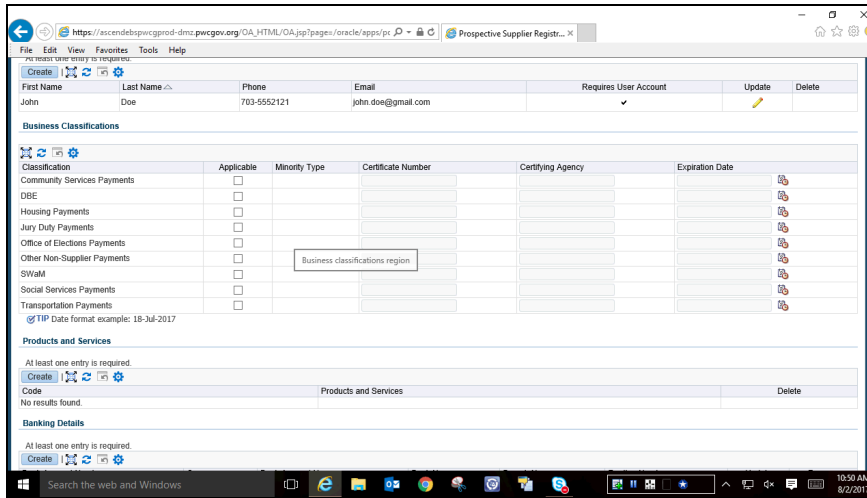 https://ascendebspwcgprod-dmz.pwcgov.org/OA_HTML/OA.jsp?page=/oracle/apps/pc
Prospective Supplier Registr...
File Edit View Favorites Tools Help
At least one entry is required.
Create
First Name Last Name Phone Email Requires User Account Update Delete
John Doe 703-5552121 john.doe@gmail.com
Business Classifications
Classification Applicable Minority Type Certificate Number Certifying Agency Expiration Date
Community Services Payments
DBE
Housing Payments
Jury Duty Payments
Office of Elections Payments
Other Non-Supplier Payments
Business classifications region
SWaM
Social Services Payments
Transportation Payments
TIP Date format example: 18-Jul-2017
Products and Services
At least one entry is required.
Create
Code Products and Services Delete
No results found.
Banking Details
At least one entry is required.
Create
Search the web and Windows
10:50 AM